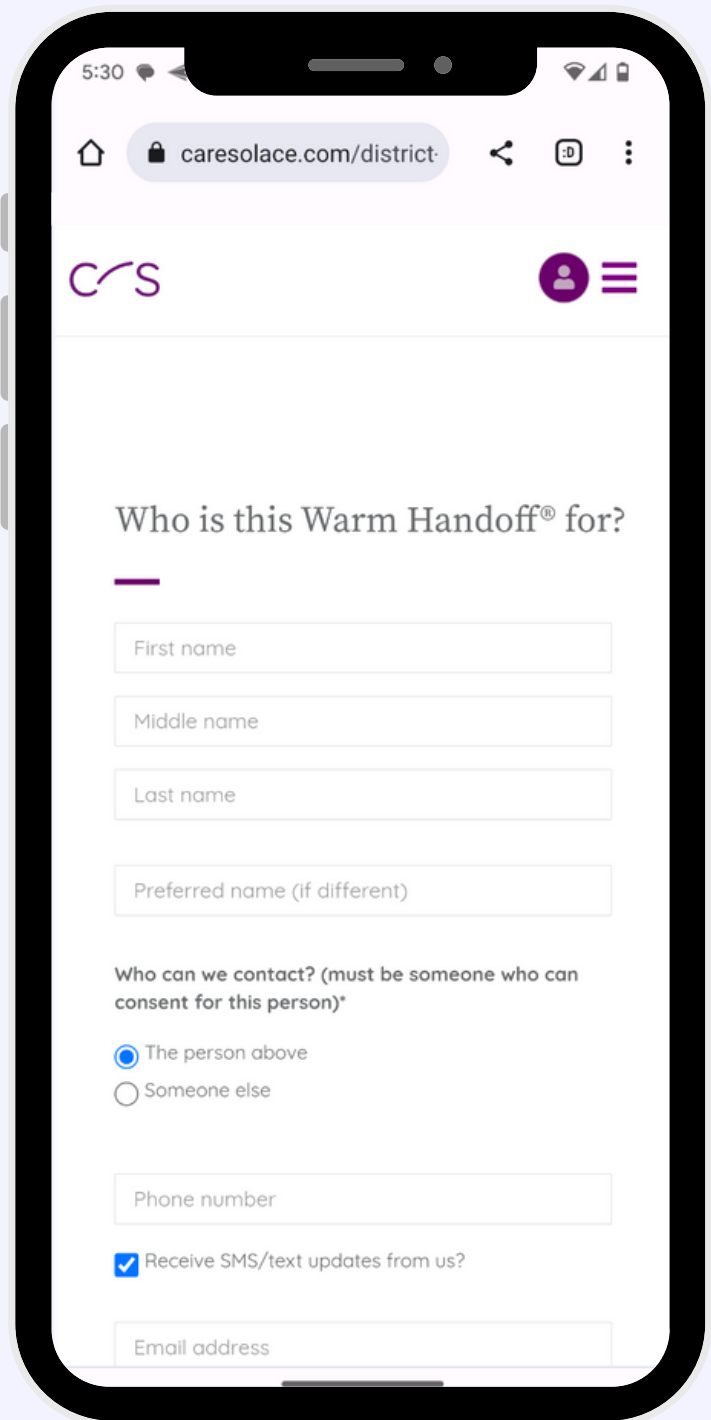 5:30
caresolace.com/district-
:D
C S
Who is this Warm Handoff® for?
First name
Middle name
Last name
Preferred name (if different)
Who can we contact? (must be someone who can
consent for this person)*
The person above
Someone else
Phone number
Receive SMS/text updates from us?
Email address